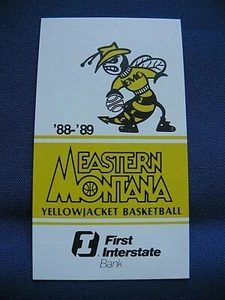 EMC
'88-'89
EASTERN
MONTANA
YELLOWJACKET BASKETBALL
First
Interstate
Bank